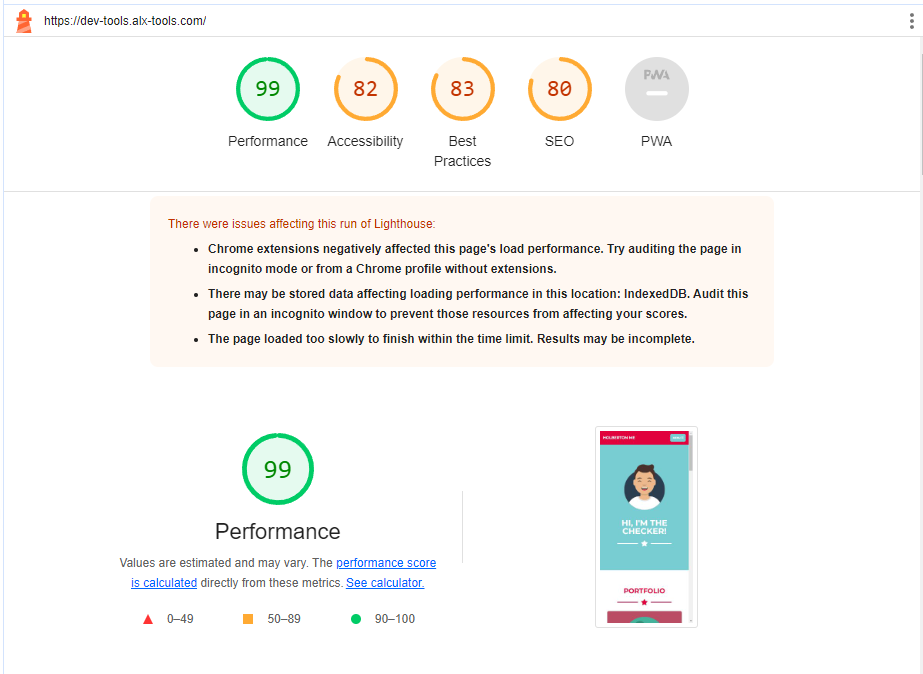 https://dev-tools.alx-tools.com/
99
82
83
80
PWA
Performance
Accessibility
Best
Practices
SEO
PWA
There were issues affecting this run of Lighthouse:
Chrome extensions negatively affected this page's load performance. Try auditing the page in
incognito mode or from a Chrome profile without extensions.
There may be stored data affecting loading performance in this location: IndexedDB. Audit this
page in an incognito window to prevent those resources from affecting your scores.
The page loaded too slowly to finish within the time limit. Results may be incomplete.
99
Performance
Values are estimated and may vary. The performance score
is calculated directly from these metrics. See calculator.
0–49
50–89
90–100
HOLBERTON ME
HI, I'M THE
CHECKER!
PORTFOLIO